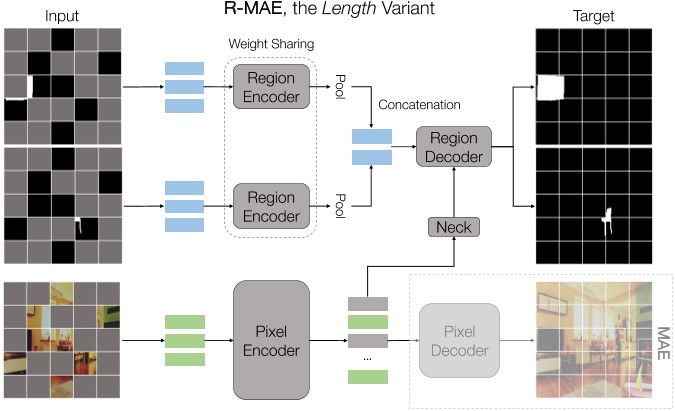 R-MAE, the Length Variant
Input
Target
Weight Sharing
Region
Encoder
Pool
Concatenation
Region
Decoder
Region
Encoder
Pool
Neck
Pixel
Encoder
...
Pixel
Decoder
MAE